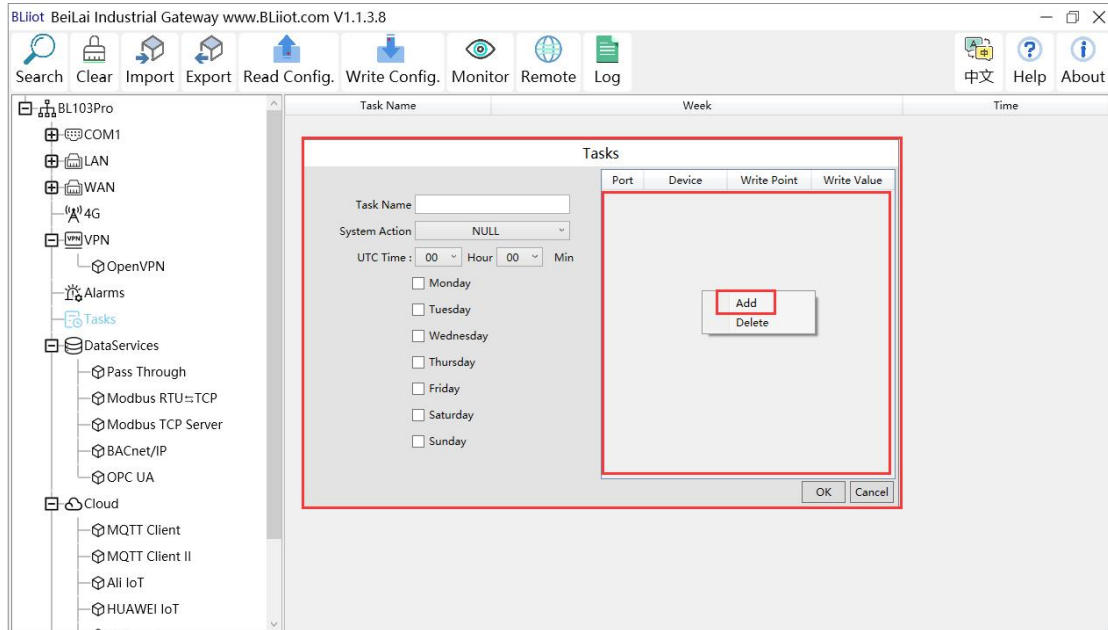 BLiiot BeiLai Industrial Gateway www.BLiiot.com V1.1.3.8
Search Clear Import Export Read Config. Write Config. Monitor Remote Log 中文 Help About
BL103Pro
COM1
LAN
WAN
4G
VPN
OpenVPN
Alarms
Tasks
DataServices
Pass Through
Modbus RTU⇆TCP
Modbus TCP Server
BACnet/IP
OPC UA
Cloud
MQTT Client
MQTT Client II
Ali IoT
HUAWEI IoT
Task Name Week Time
Tasks
Task Name
System Action NULL
UTC Time : 00 Hour 00 Min
Monday
Tuesday
Wednesday
Thursday
Friday
Saturday
Sunday
Port Device Write Point Write Value
Add
Delete
OK Cancel